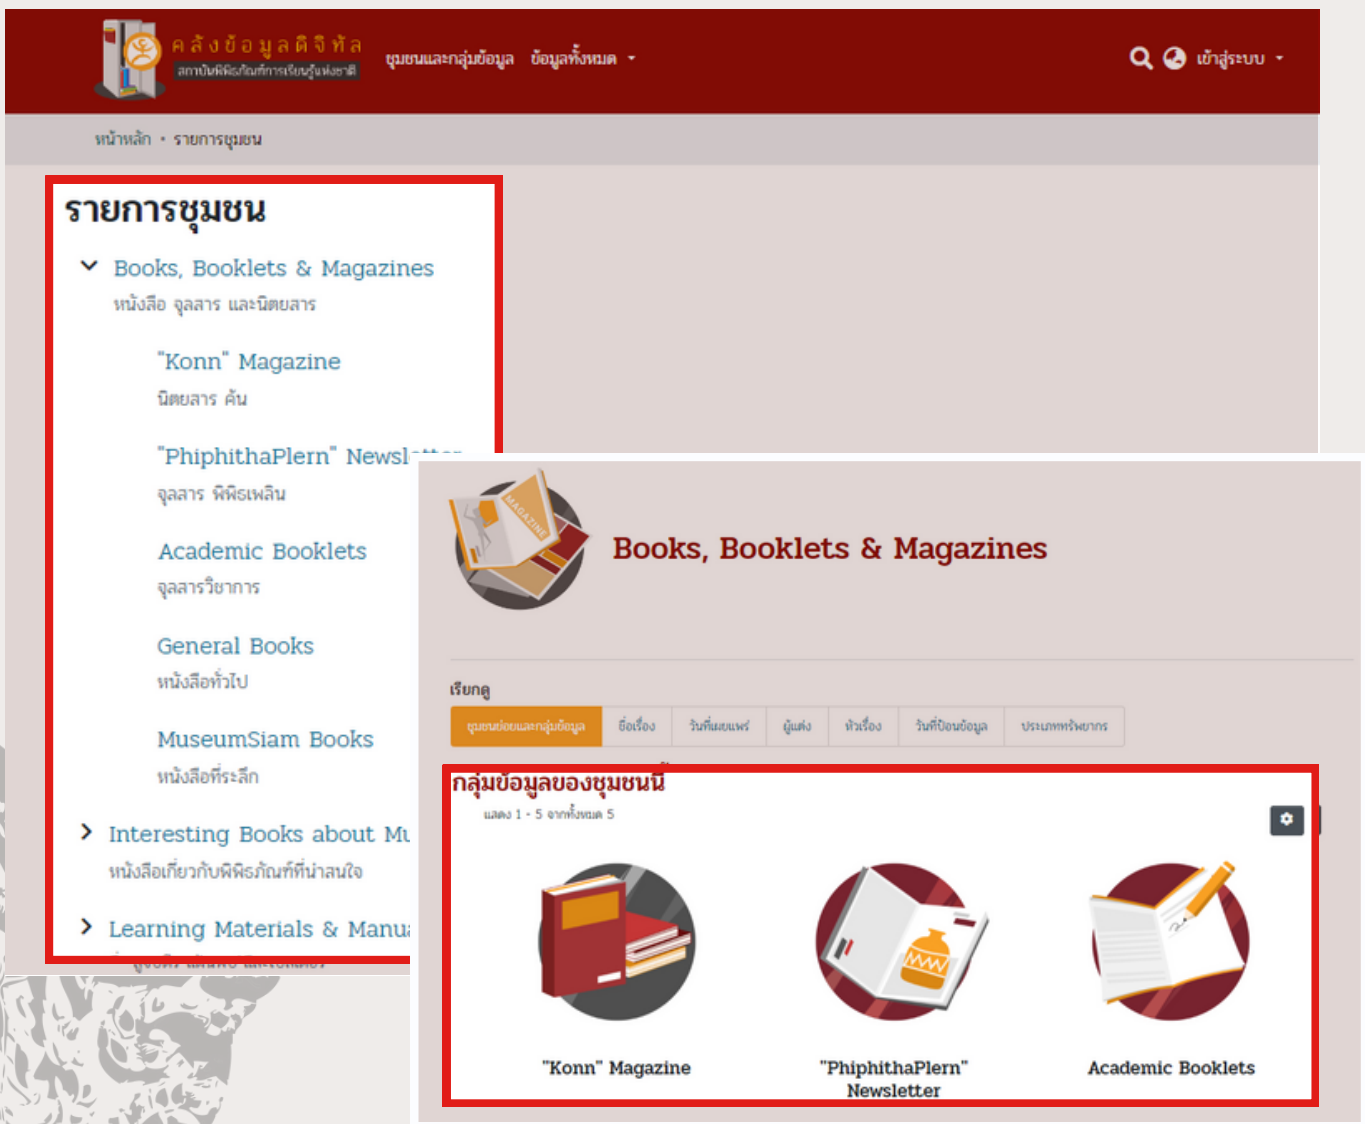 คลังข้อมูลดิจิทัล
สถาบันพิพิธภัณฑ์การเรียนรู้แห่งชาติ
ชุมชนและกลุ่มข้อมูล ข้อมูลทั้งหมด
เข้าสู่ระบบ
หน้าหลัก • รายการชุมชน
รายการชุมชน
Books, Booklets & Magazines
หนังสือ จุลสาร และนิตยสาร
"Konn" Magazine
นิตยสาร ค้น
"PhiphithaPlern" Newsletter
จุลสาร พิพิธเพลิน
Academic Booklets
จุลสารวิชาการ
General Books
หนังสือทั่วไป
MuseumSiam Books
หนังสือที่ระลึก
Interesting Books about Mu
หนังสือเกี่ยวกับพิพิธภัณฑ์ที่น่าสนใจ
Learning Materials & Manua
MAGAZINE
Books, Booklets & Magazines
เรียกดู
ชุมชนย่อยและกลุ่มข้อมูล ชื่อเรื่อง วันที่เผยแพร่ ผู้แต่ง หัวเรื่อง วันที่ป้อนข้อมูล ประเภททรัพยากร
กลุ่มข้อมูลของชุมชนนี้
แสดง 1 - 5 จากทั้งหมด 5
"Konn" Magazine
"PhiphithaPlern"
Newsletter
Academic Booklets